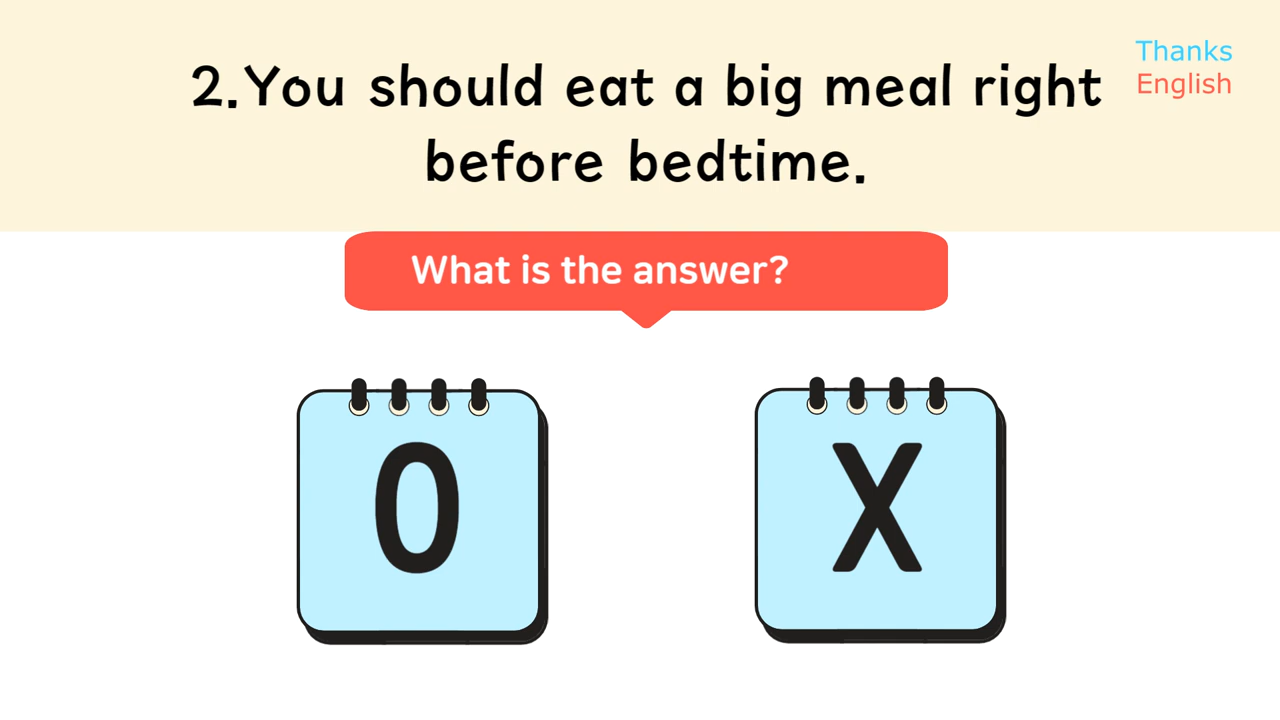 2.You should eat a big meal right
before bedtime.
Thanks
English
What is the answer?
O
X